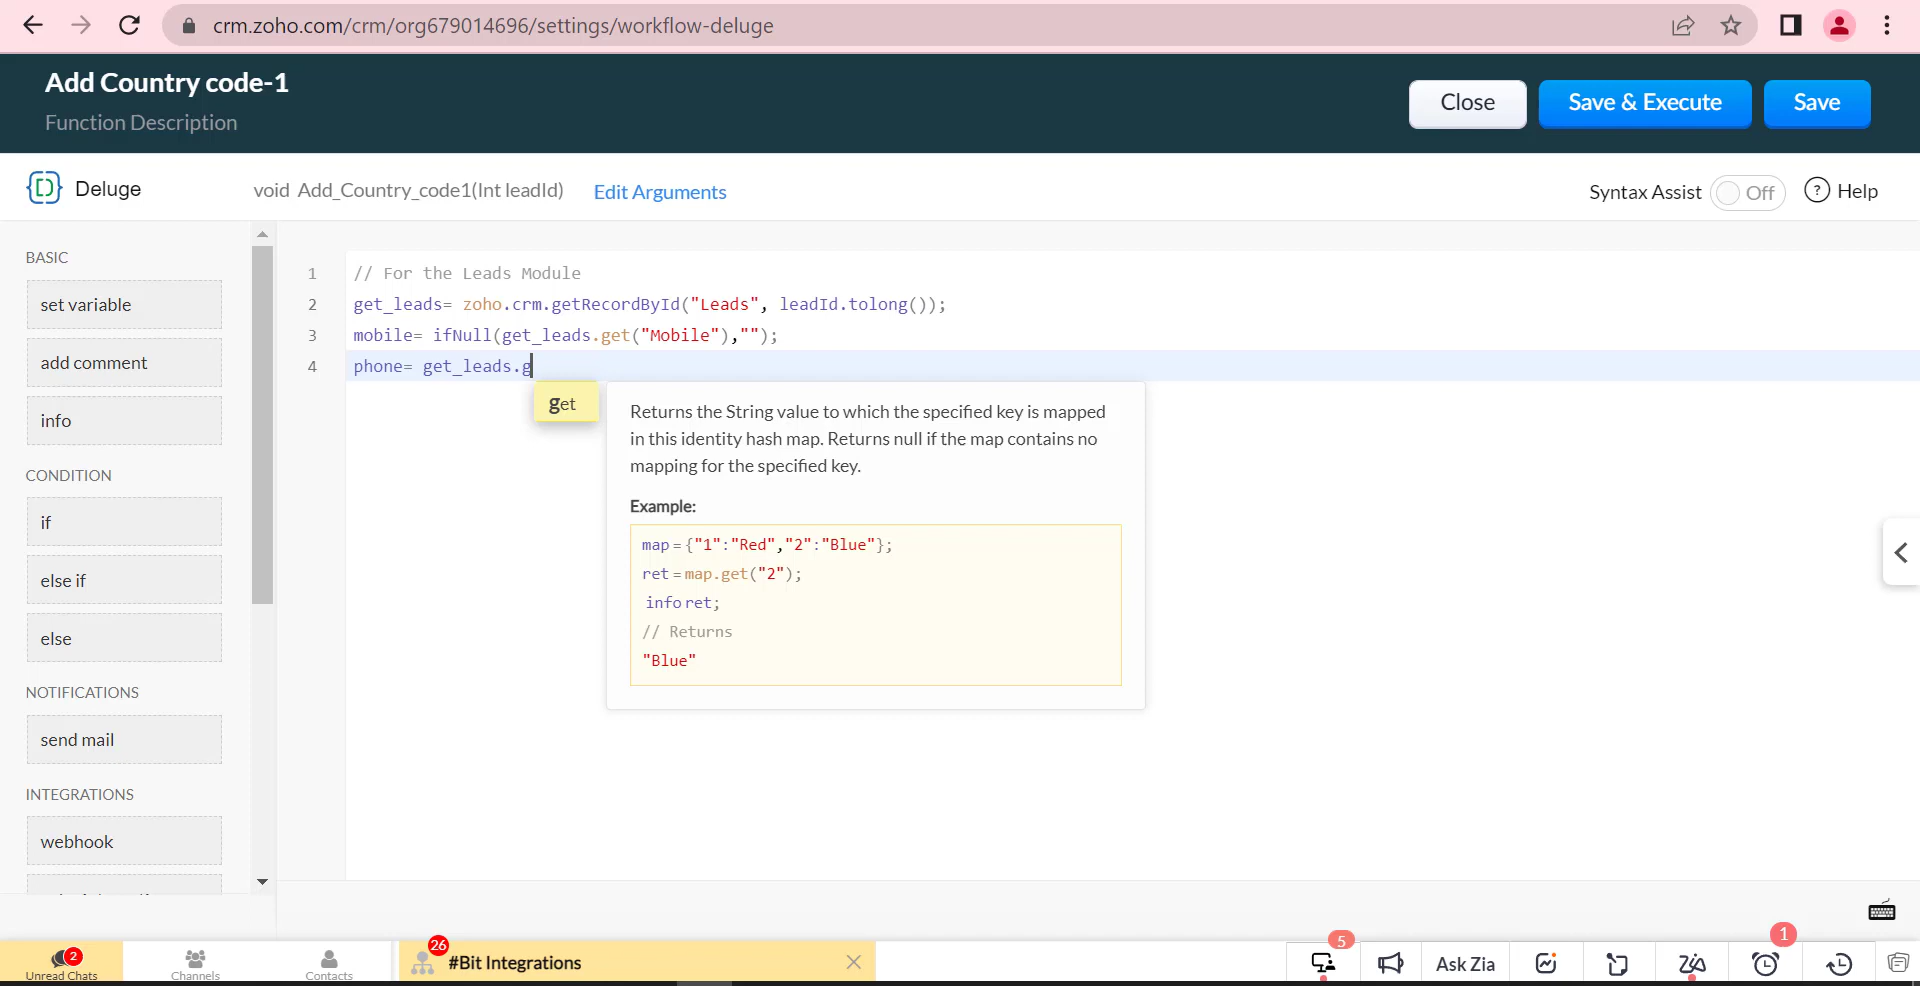 crm.zoho.com/crm/org679014696/settings/workflow-deluge
Add Country code-1
Function Description
Close
Save & Execute
Save
Deluge
void Add_Country_code1(Int leadId)
Edit Arguments
Syntax Assist
Off
? Help
BASIC
set variable
add comment
info
CONDITION
if
else if
else
NOTIFICATIONS
send mail
INTEGRATIONS
webhook
1 // For the Leads Module
2 get_leads= zoho.crm.getRecordById("Leads", leadId.tolong());
3 mobile= ifNull(get_leads.get("Mobile"),"");
4 phone= get_leads.g
get
Returns the String value to which the specified key is mapped
in this identity hash map. Returns null if the map contains no
mapping for the specified key.
Example:
map = {"1":"Red","2":"Blue"};
ret = map.get("2");
info ret;
// Returns
"Blue"
2
Unread Chats
Channels
Contacts
26
#Bit Integrations
5
Ask Zia
1